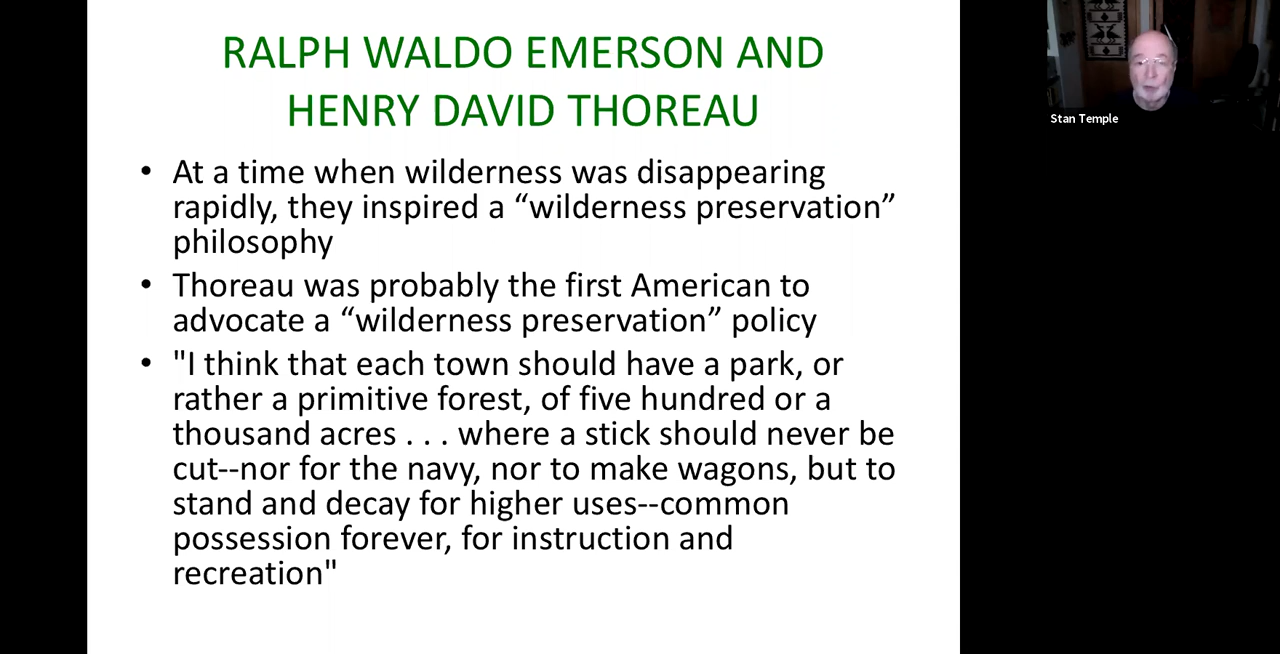 RALPH WALDO EMERSON AND
HENRY DAVID THOREAU
• At a time when wilderness was disappearing
rapidly, they inspired a “wilderness preservation”
philosophy
• Thoreau was probably the first American to
advocate a “wilderness preservation” policy
• "I think that each town should have a park, or
rather a primitive forest, of five hundred or a
thousand acres . . . where a stick should never be
cut--nor for the navy, nor to make wagons, but to
stand and decay for higher uses--common
possession forever, for instruction and
recreation"
Stan Temple